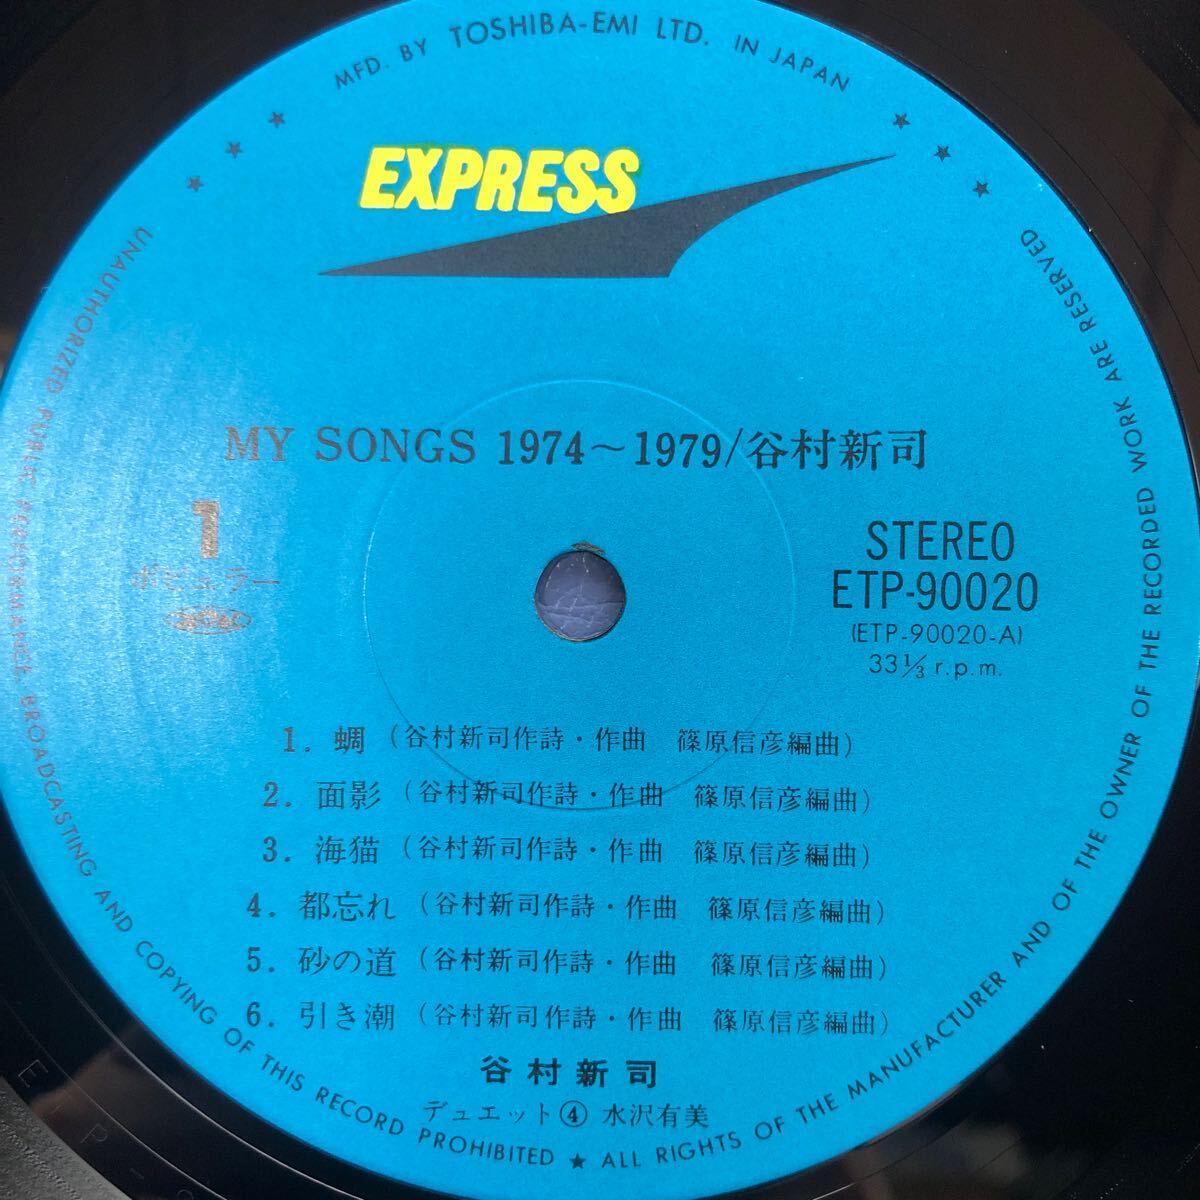 MFD. BY TOSHIBA-EMI LTD. IN JAPAN
EXPRESS
MY SONGS 1974～1979/谷村新司
1
ポピュラー
STEREO
ETP-90020
(ETP-90020-A)
33⅓ r.p.m.
1. 蜩 (谷村新司作詩・作曲 篠原信彦編曲)
2. 面影 (谷村新司作詩・作曲 篠原信彦編曲)
3. 海猫 (谷村新司作詩・作曲 篠原信彦編曲)
4. 都忘れ (谷村新司作詩・作曲 篠原信彦編曲)
5. 砂の道 (谷村新司作詩・作曲 篠原信彦編曲)
6. 引き潮 (谷村新司作詩・作曲 篠原信彦編曲)
谷村新司
デュエット④ 水沢有美
UNAUTHORIZED PUBLIC PERFORMANCE BROADCASTING AND COPYING OF THIS RECORD PROHIBITED ★ ALL RIGHTS OF THE MANUFACTURER AND OF THE OWNER OF THE RECORDED WORK ARE RESERVED